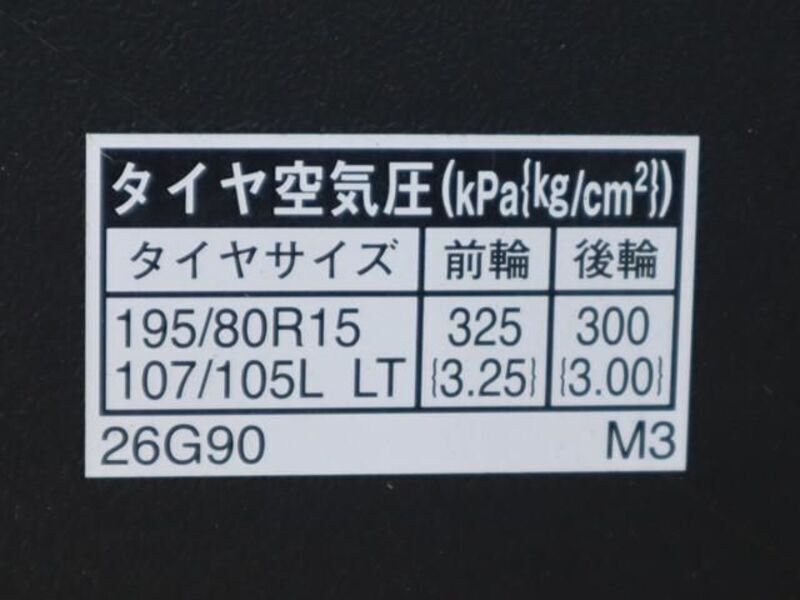 タイヤ空気圧(kPa{kg/cm²})
タイヤサイズ 前輪 後輪
195/80R15 325 300
107/105L LT {3.25} {3.00}
26G90 M3